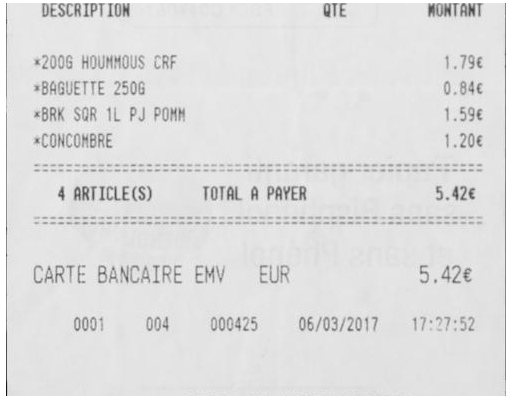 DESCRIPTION QTE MONTANT
*200G HOUMMOUS CRF 1.79€
*BAGUETTE 250G 0.84€
*BRK SQR 1L PJ POMM 1.59€
*CONCOMBRE 1.20€
4 ARTICLE(S) TOTAL A PAYER 5.42€
CARTE BANCAIRE EMV EUR 5.42€
0001 004 000425 06/03/2017 17:27:52